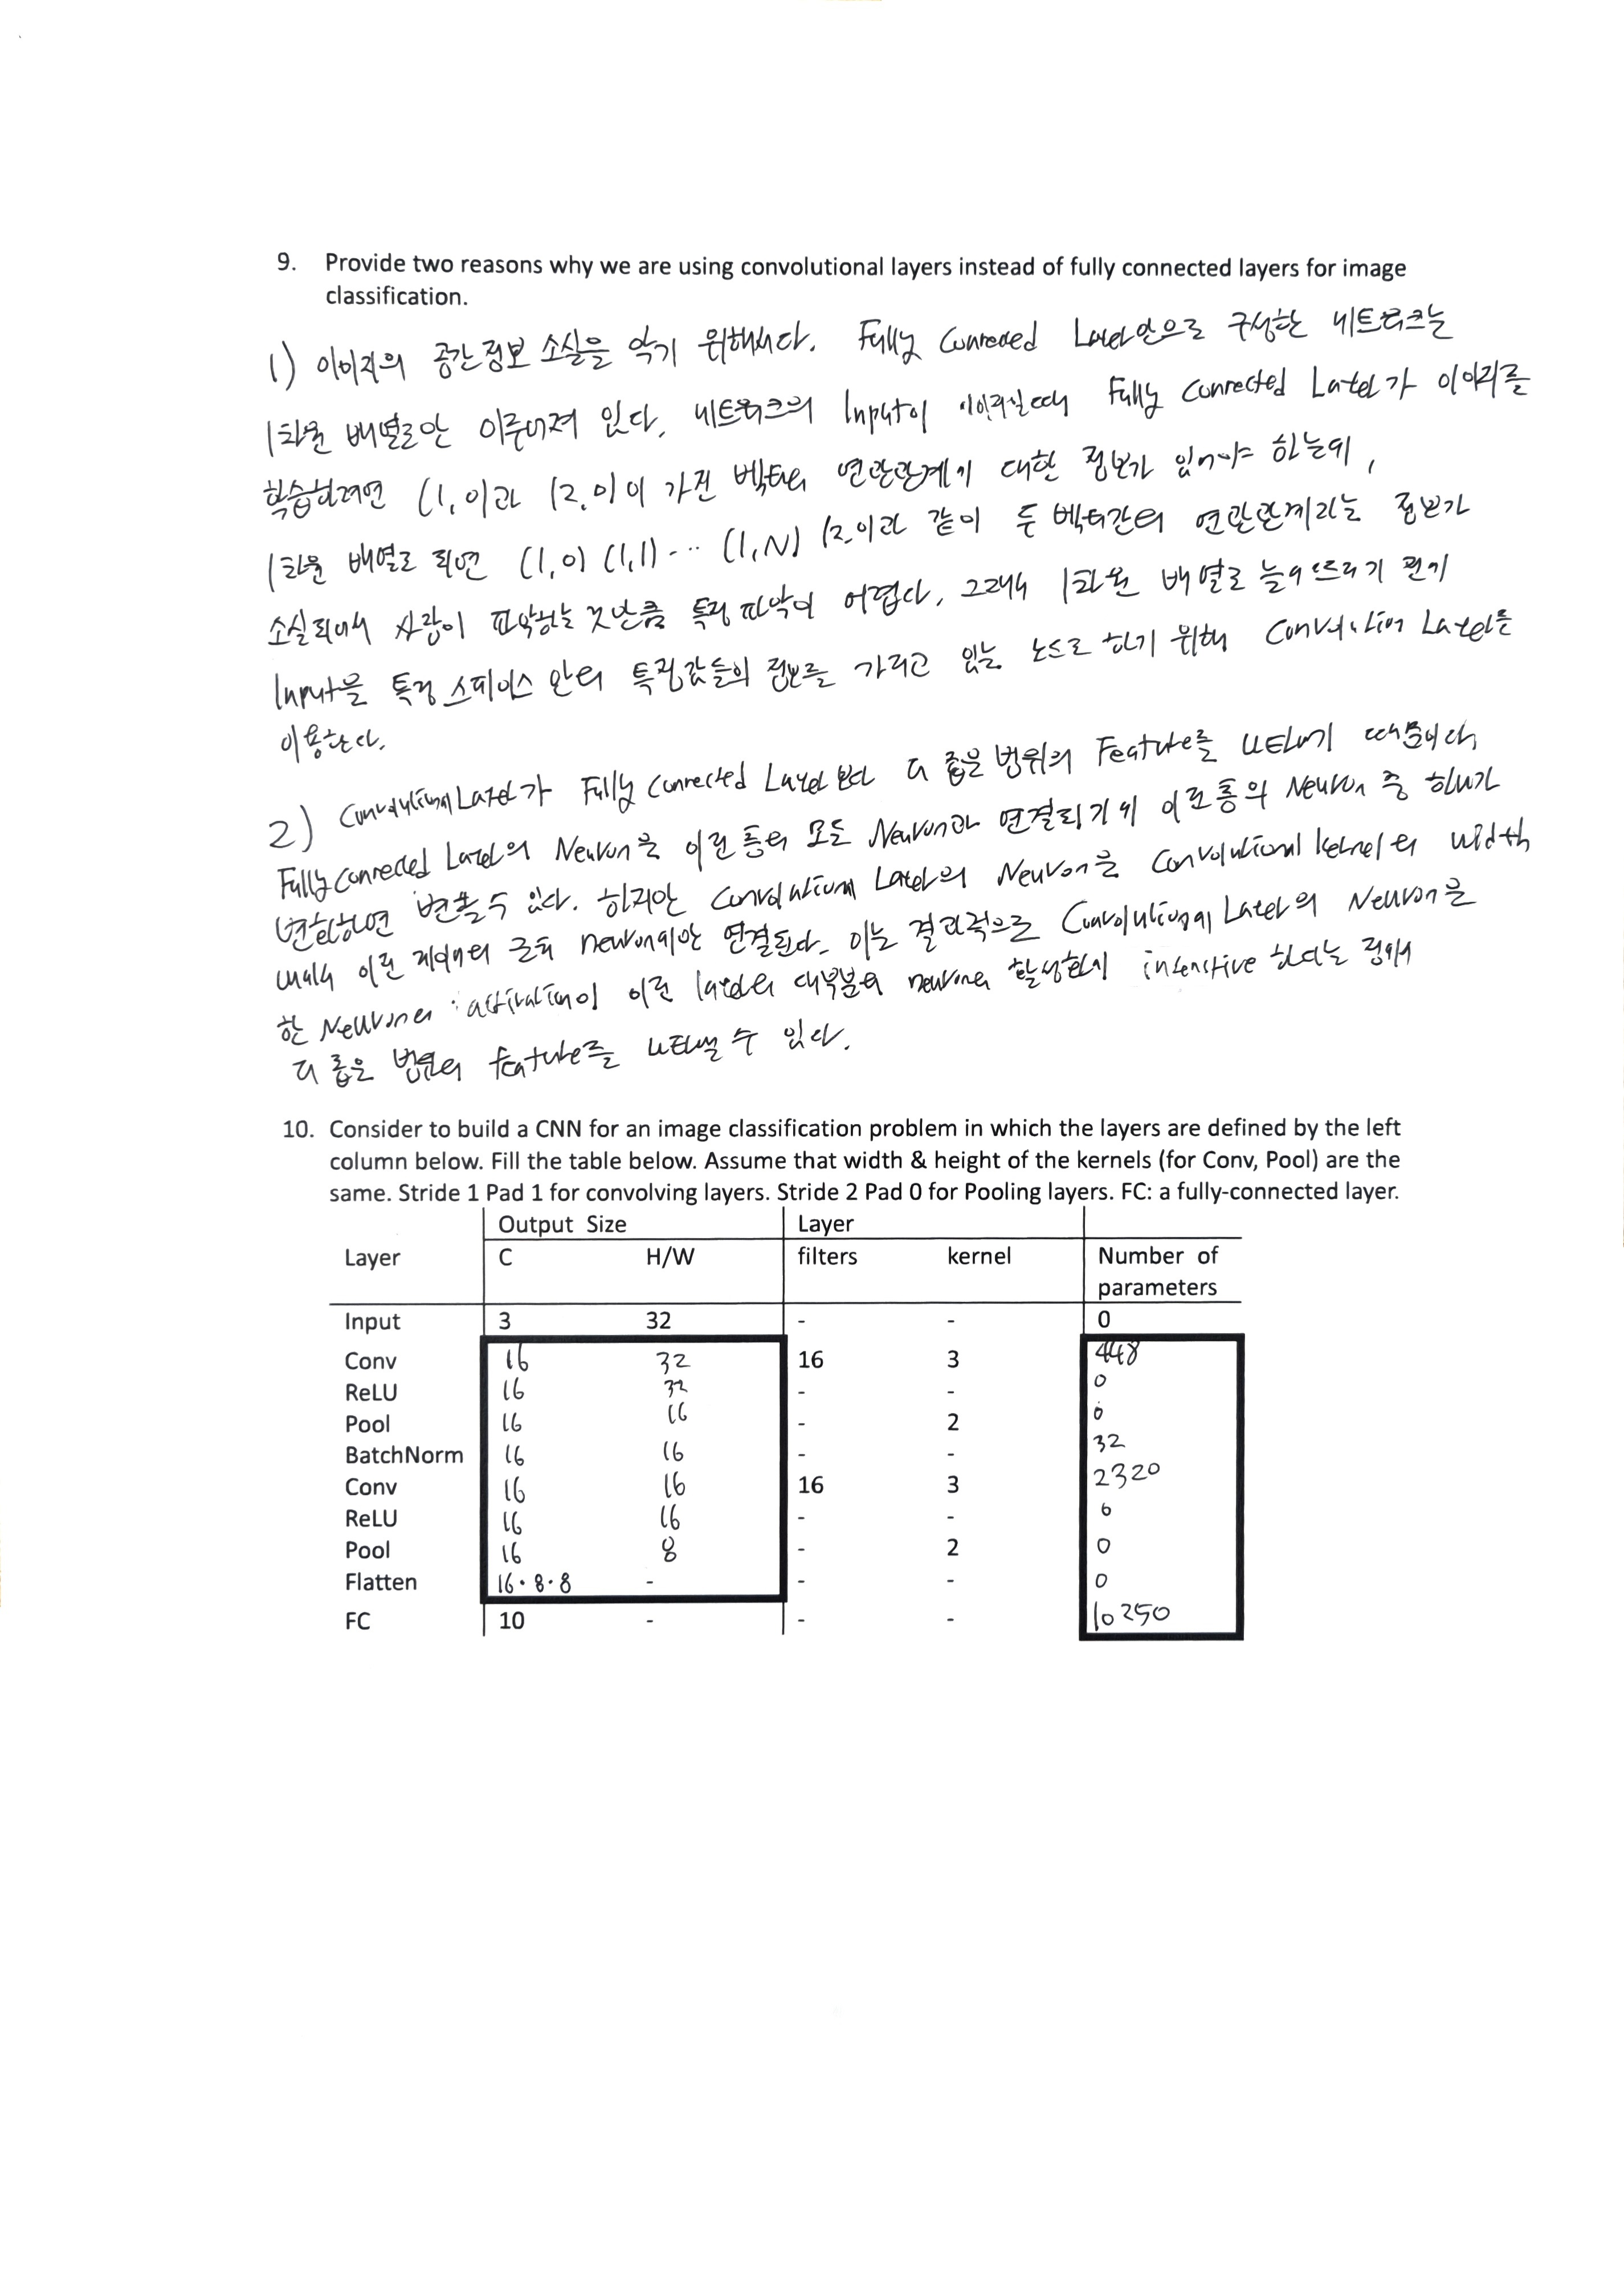 9. Provide two reasons why we are using convolutional layers instead of fully connected layers for image
classification.
1) 이미지의 공간정보 소실을 막기 위해서다. Fully Connected Layer만으로 구성한 네트워크는
1차원 배열로만 이루어져 있다. 네트워크의 Input이 이미지일때 Fully Connected Layer가 이미지를
학습하려면 (1,0)과 (2,0)이 가진 벡터의 연관관계에 대한 정보가 있어야 하는데,
1차원 배열로 되면 (1,0) (1,1) ... (1,N) (2,0)과 같이 두 벡터간의 연관관계라는 정보가
소실되어서 사람이 파악하는 것만큼 특징 파악이 어렵다. 그래서 1차원 배열로 늘어뜨리기 전에
Input을 특정 스페이스 안의 특징값들의 정보를 가지고 있는 노드로 하기 위해 Convolution Layer를
이용한다.
2) Convolutional Layer가 Fully Connected Layer 보다 더 좁은 범위의 Feature를 나타내기 때문이다.
Fully Connected Layer의 Neuron은 이전 층의 모든 Neuron과 연결되기에 이전 층의 Neuron 중 하나가
변화하면 변할 수 있다. 하지만 Convolutional Layer의 Neuron은 Convolutional kernel의 width
이전 레이어의 근처 neuron에만 연결된다. 이는 결과적으로 Convolutional Layer의 Neuron은
한 Neuron의 activation이 이전 layer의 대부분의 neuron 활성화에 insensitive 하다는 점에서
더 좁은 범위의 feature를 나타낼 수 있다.
10. Consider to build a CNN for an image classification problem in which the layers are defined by the left
column below. Fill the table below. Assume that width & height of the kernels (for Conv, Pool) are the
same. Stride 1 Pad 1 for convolving layers. Stride 2 Pad 0 for Pooling layers. FC: a fully-connected layer.
Output Size Layer
Layer C H/W filters kernel Number of
parameters
Input 3 32 - - 0
Conv 16 32 16 3 448
ReLU 16 32 - - 0
Pool 16 16 - 2 0
BatchNorm 16 16 - - 32
Conv 16 16 16 3 2320
ReLU 16 16 - - 0
Pool 16 8 - 2 0
Flatten 16·8·8 - - - 0
FC 10 - - - 10250